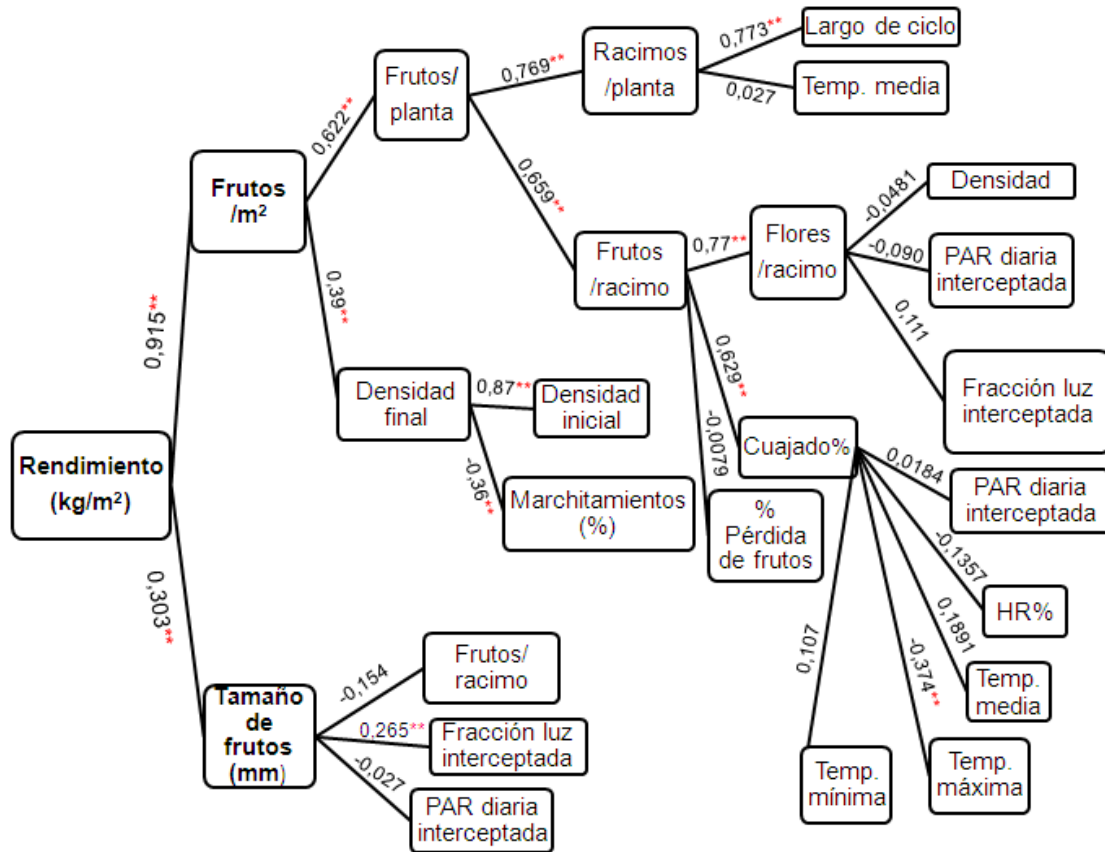 Rendimiento
(kg/m²)
0,915**
0,303**
Frutos
/m²
0,622**
0,39**
Frutos/
planta
0,769**
0,659**
Racimos
/planta
0,773**
0,027
Largo de ciclo
Temp. media
Frutos
/racimo
0,77**
0,629**
-0,0079
Flores
/racimo
-0,0481
-0,090
0,111
Densidad
PAR diaria
interceptada
Fracción luz
interceptada
Densidad
final
0,87**
-0,36**
Densidad
inicial
Marchitamientos
(%)
%
Pérdida
de frutos
Cuajado%
0,0184
-0,1357
0,1891
-0,374**
0,107
PAR diaria
interceptada
HR%
Temp.
media
Temp.
máxima
Temp.
mínima
Tamaño
de
frutos
(mm)
-0,154
0,265**
-0,027
Frutos/
racimo
Fracción luz
interceptada
PAR diaria
interceptada